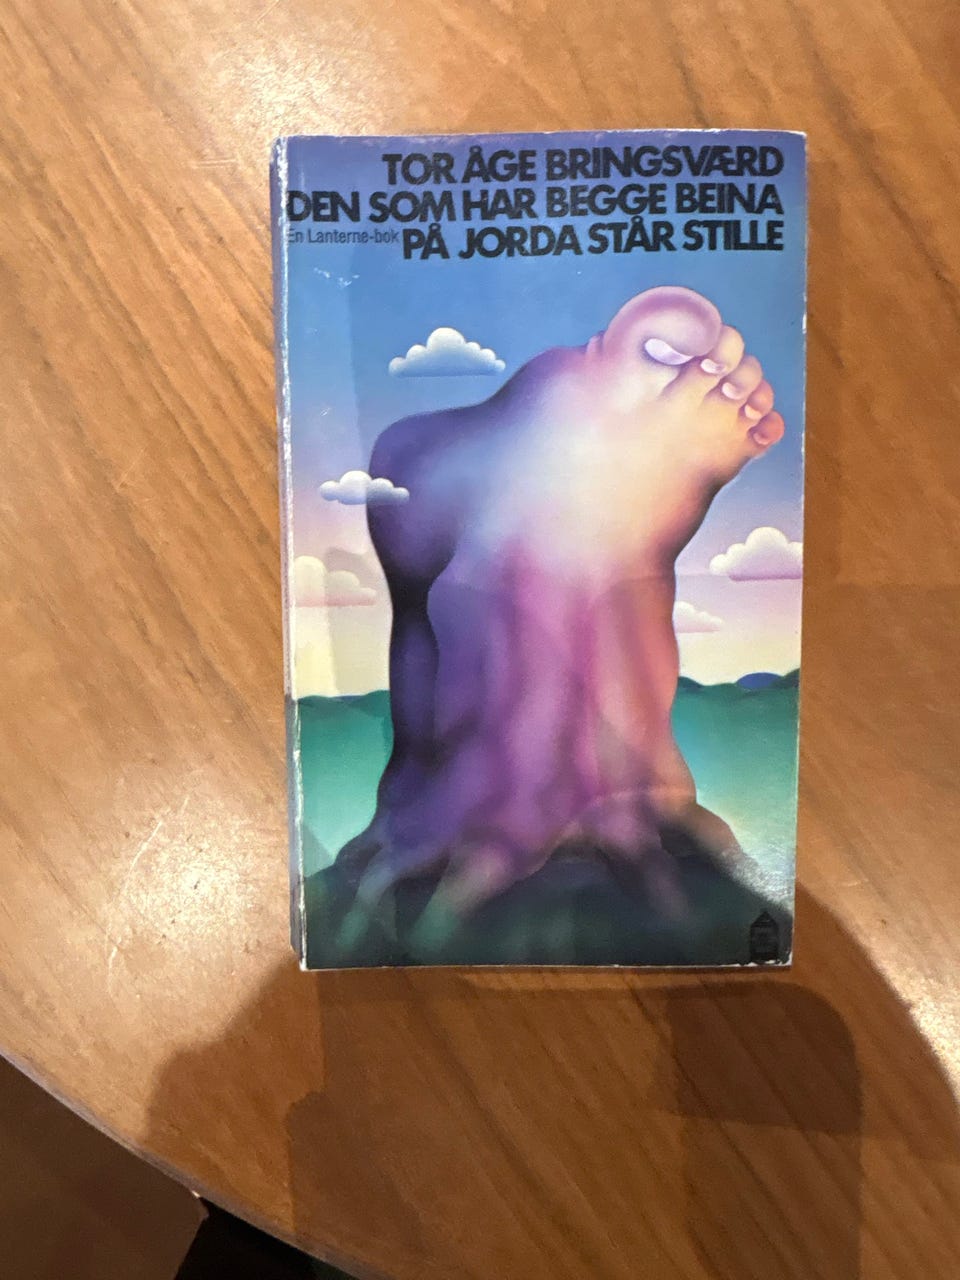 TOR ÅGE BRINGSVÆRD
DEN SOM HAR BEGGE BEINA
En Lanterne-bok PÅ JORDA STÅR STILLE